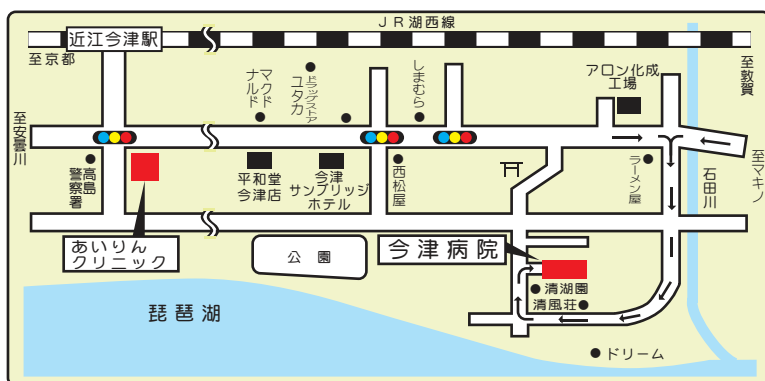 JR湖西線
近江今津駅
至京都
至敦賀
至安曇川
至マキノ
マクド
ナルド
ドラッグストア
ユタカ
しまむら
アロン化成
工場
高島
警察署
平和堂
今津店
今津
サンブリッジ
ホテル
西松屋
ラーメン屋
石田川
あいりん
クリニック
公園
今津病院
清湖園
清風荘
琵琶湖
ドリーム